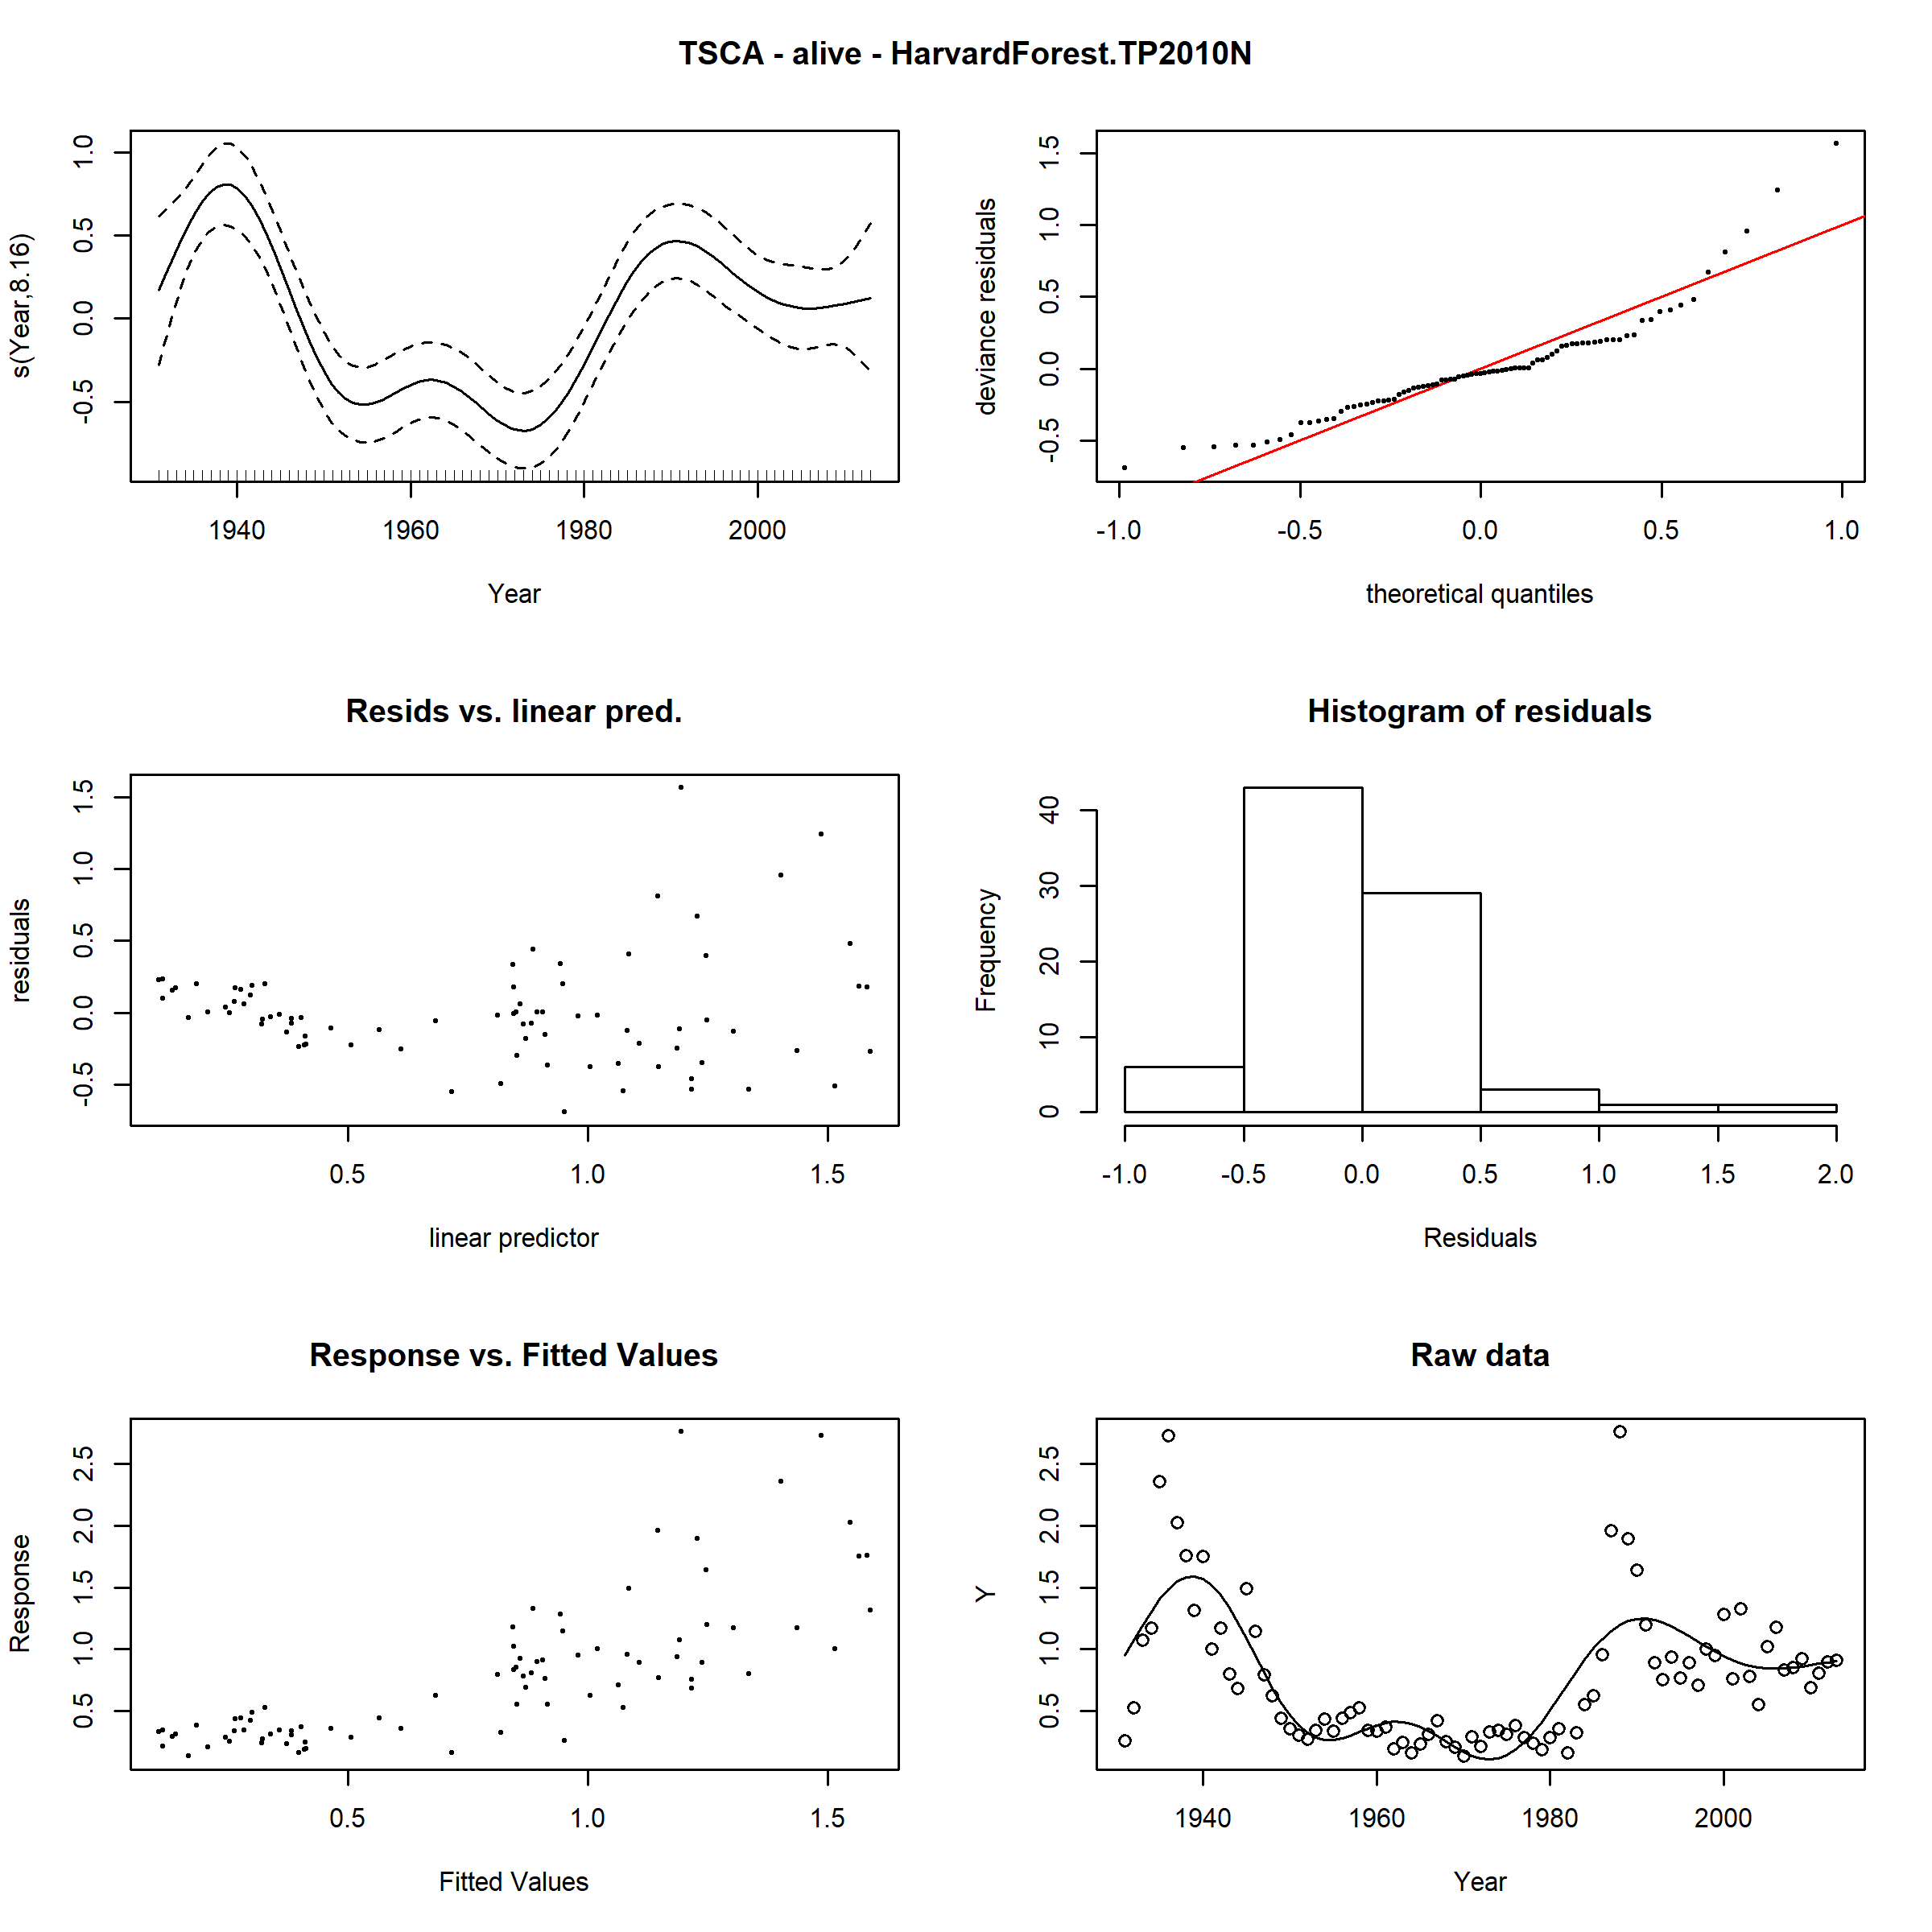 TSCA - alive - HarvardForest.TP2010N
s(Year,8.16)
-0.5 0.0 0.5 1.0
1940 1960 1980 2000
Year
deviance residuals
-0.5 0.0 0.5 1.0 1.5
-1.0 -0.5 0.0 0.5 1.0
theoretical quantiles
Resids vs. linear pred.
residuals
-0.5 0.0 0.5 1.0 1.5
0.5 1.0 1.5
linear predictor
Histogram of residuals
Frequency
0 10 20 30 40
-1.0 -0.5 0.0 0.5 1.0 1.5 2.0
Residuals
Response vs. Fitted Values
Response
0.5 1.0 1.5 2.0 2.5
0.5 1.0 1.5
Fitted Values
Raw data
Y
0.5 1.0 1.5 2.0 2.5
1940 1960 1980 2000
Year